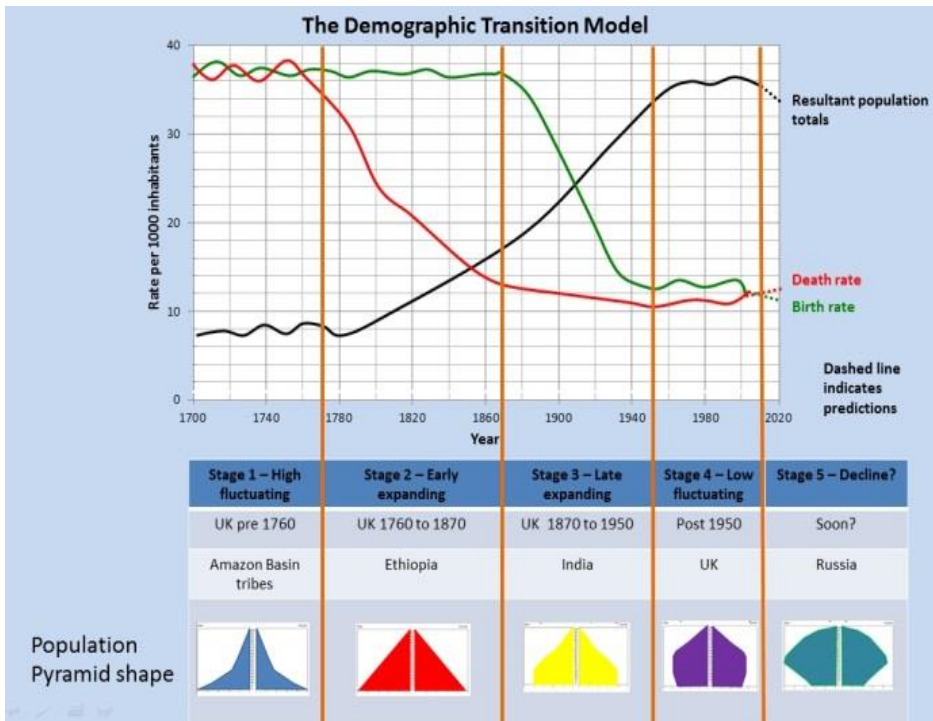 The Demographic Transition Model
40
30
20
10
0
Rate per 1000 inhabitants
1700 1740 1780 1820 1860 1900 1940 1980 2020
Year
Resultant population
totals
Death rate
Birth rate
Dashed line
indicates
predictions
Stage 1 – High
fluctuating
Stage 2 – Early
expanding
Stage 3 – Late
expanding
Stage 4 – Low
fluctuating
Stage 5 – Decline?
UK pre 1760
UK 1760 to 1870
UK 1870 to 1950
Post 1950
Soon?
Amazon Basin
tribes
Ethiopia
India
UK
Russia
Population
Pyramid shape